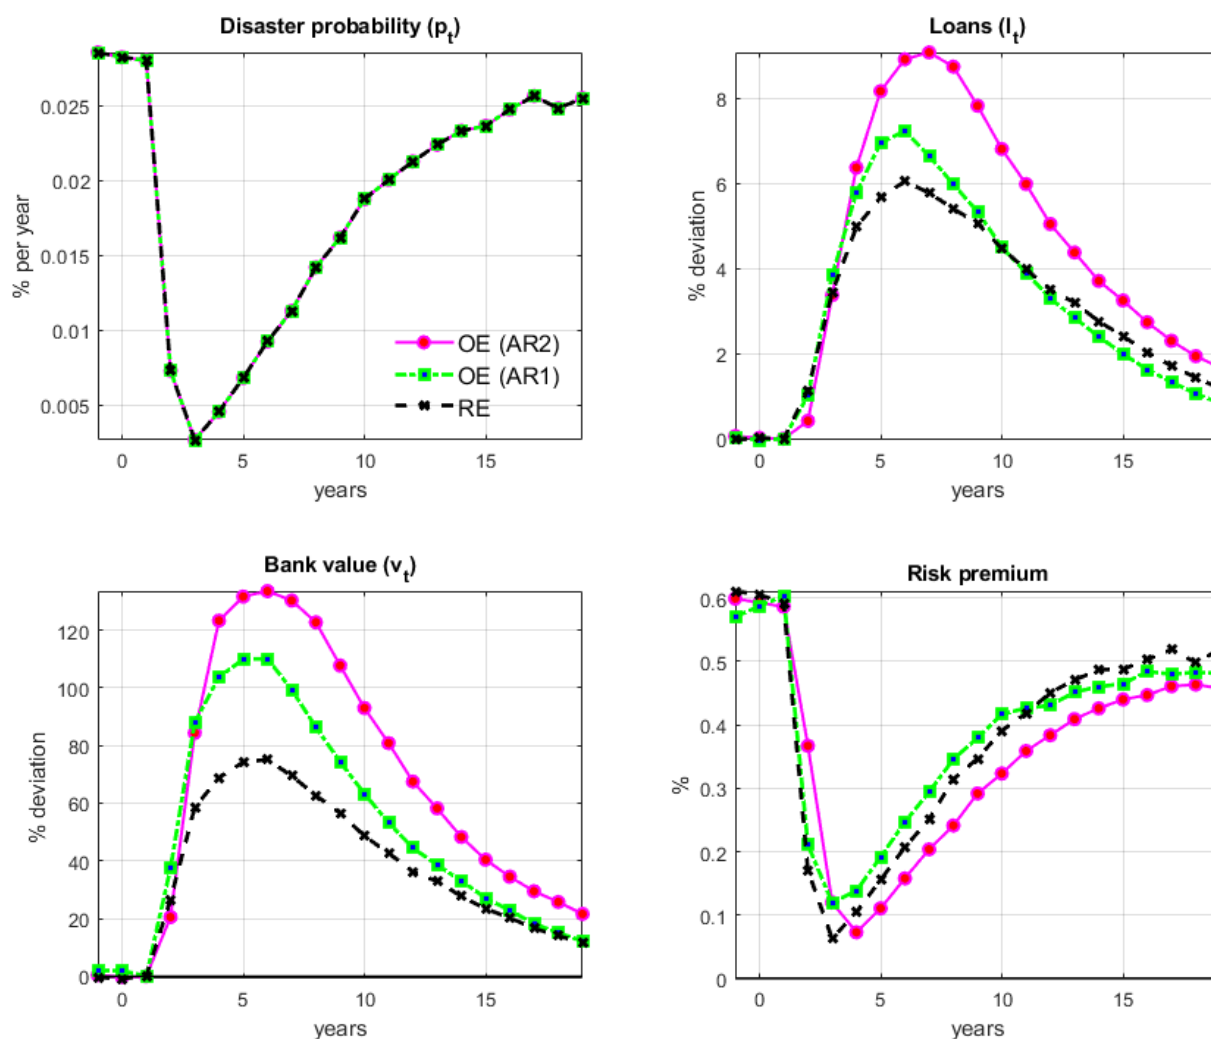 Disaster probability (p_t)
% per year
0.025
0.02
0.015
0.01
0.005
0
5
10
15
years
OE (AR2)
OE (AR1)
RE
Loans (l_t)
% deviation
8
6
4
2
0
0
5
10
15
years
Bank value (v_t)
% deviation
120
100
80
60
40
20
0
0
5
10
15
years
Risk premium
%
0.6
0.5
0.4
0.3
0.2
0.1
0
0
5
10
15
years